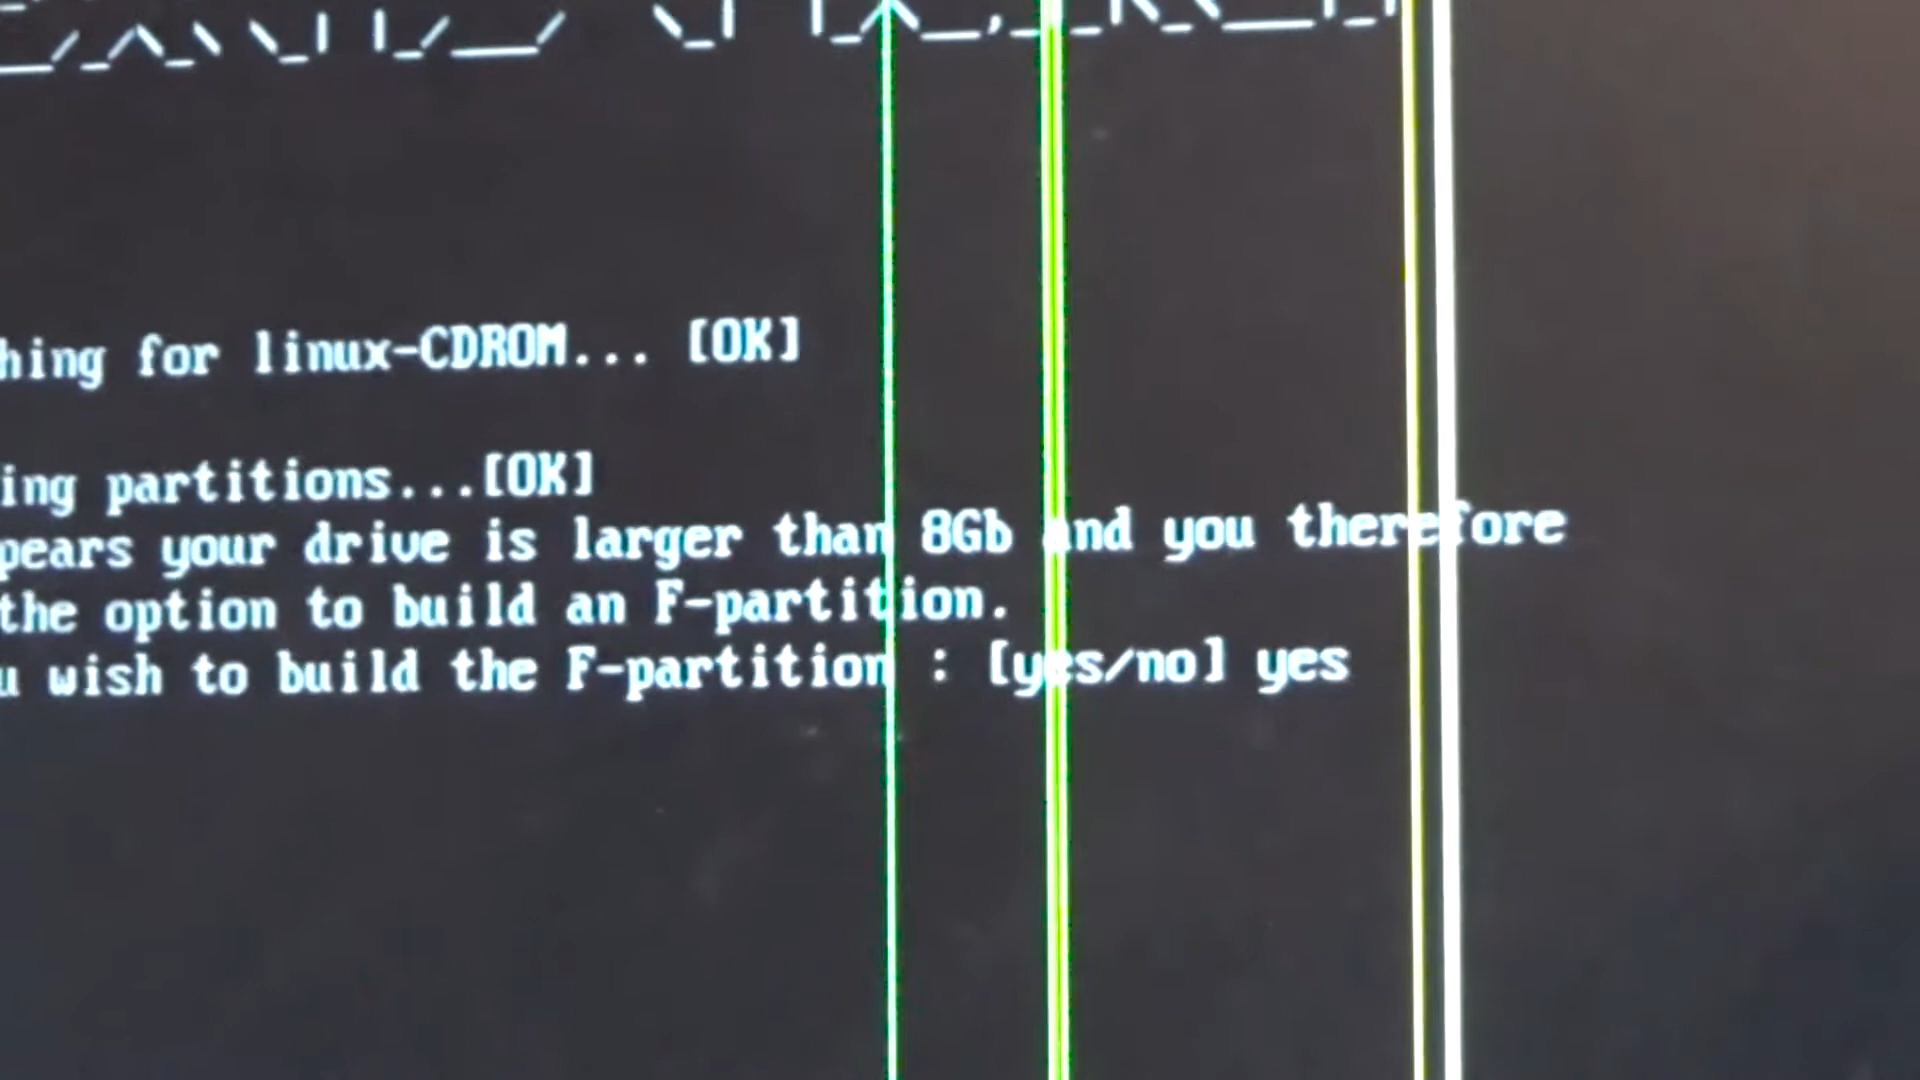 hing for linux-CDROM... [OK]
ing partitions...[OK]
pears your drive is larger than 8Gb and you therefore
the option to build an F-partition.
u wish to build the F-partition : [yes/no] yes